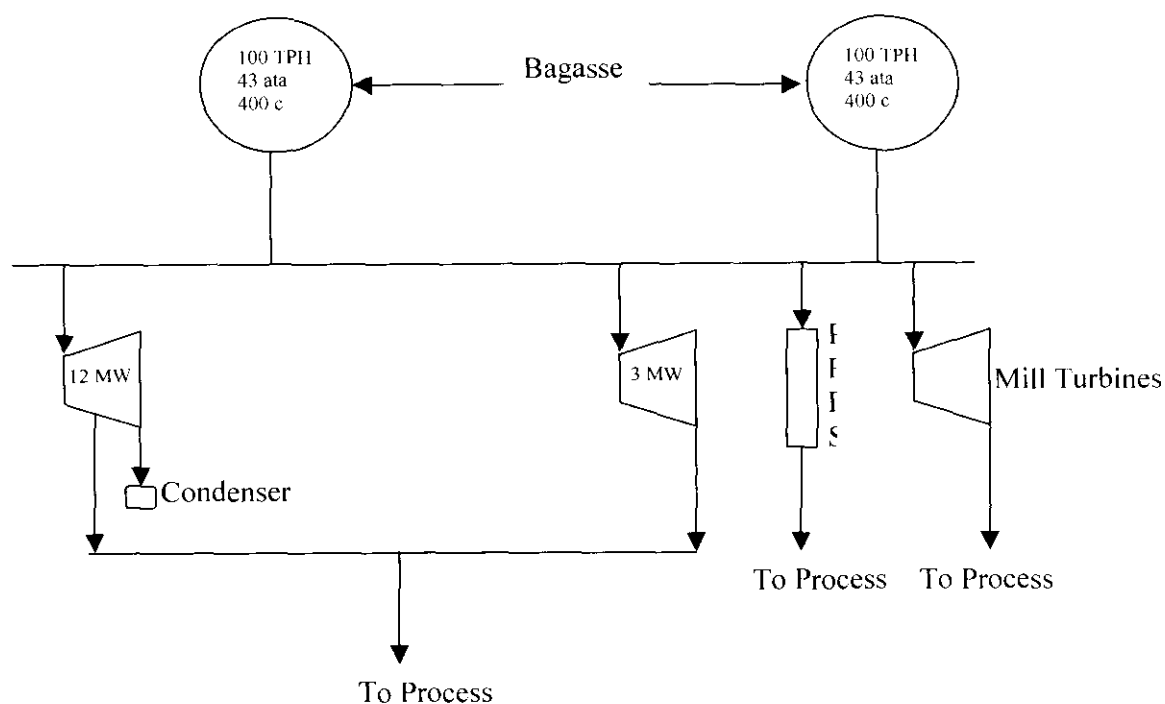 100 TPH
43 ata
400 c
Bagasse
100 TPH
43 ata
400 c
12 MW
3 MW
Mill Turbines
Condenser
To Process
To Process
To Process